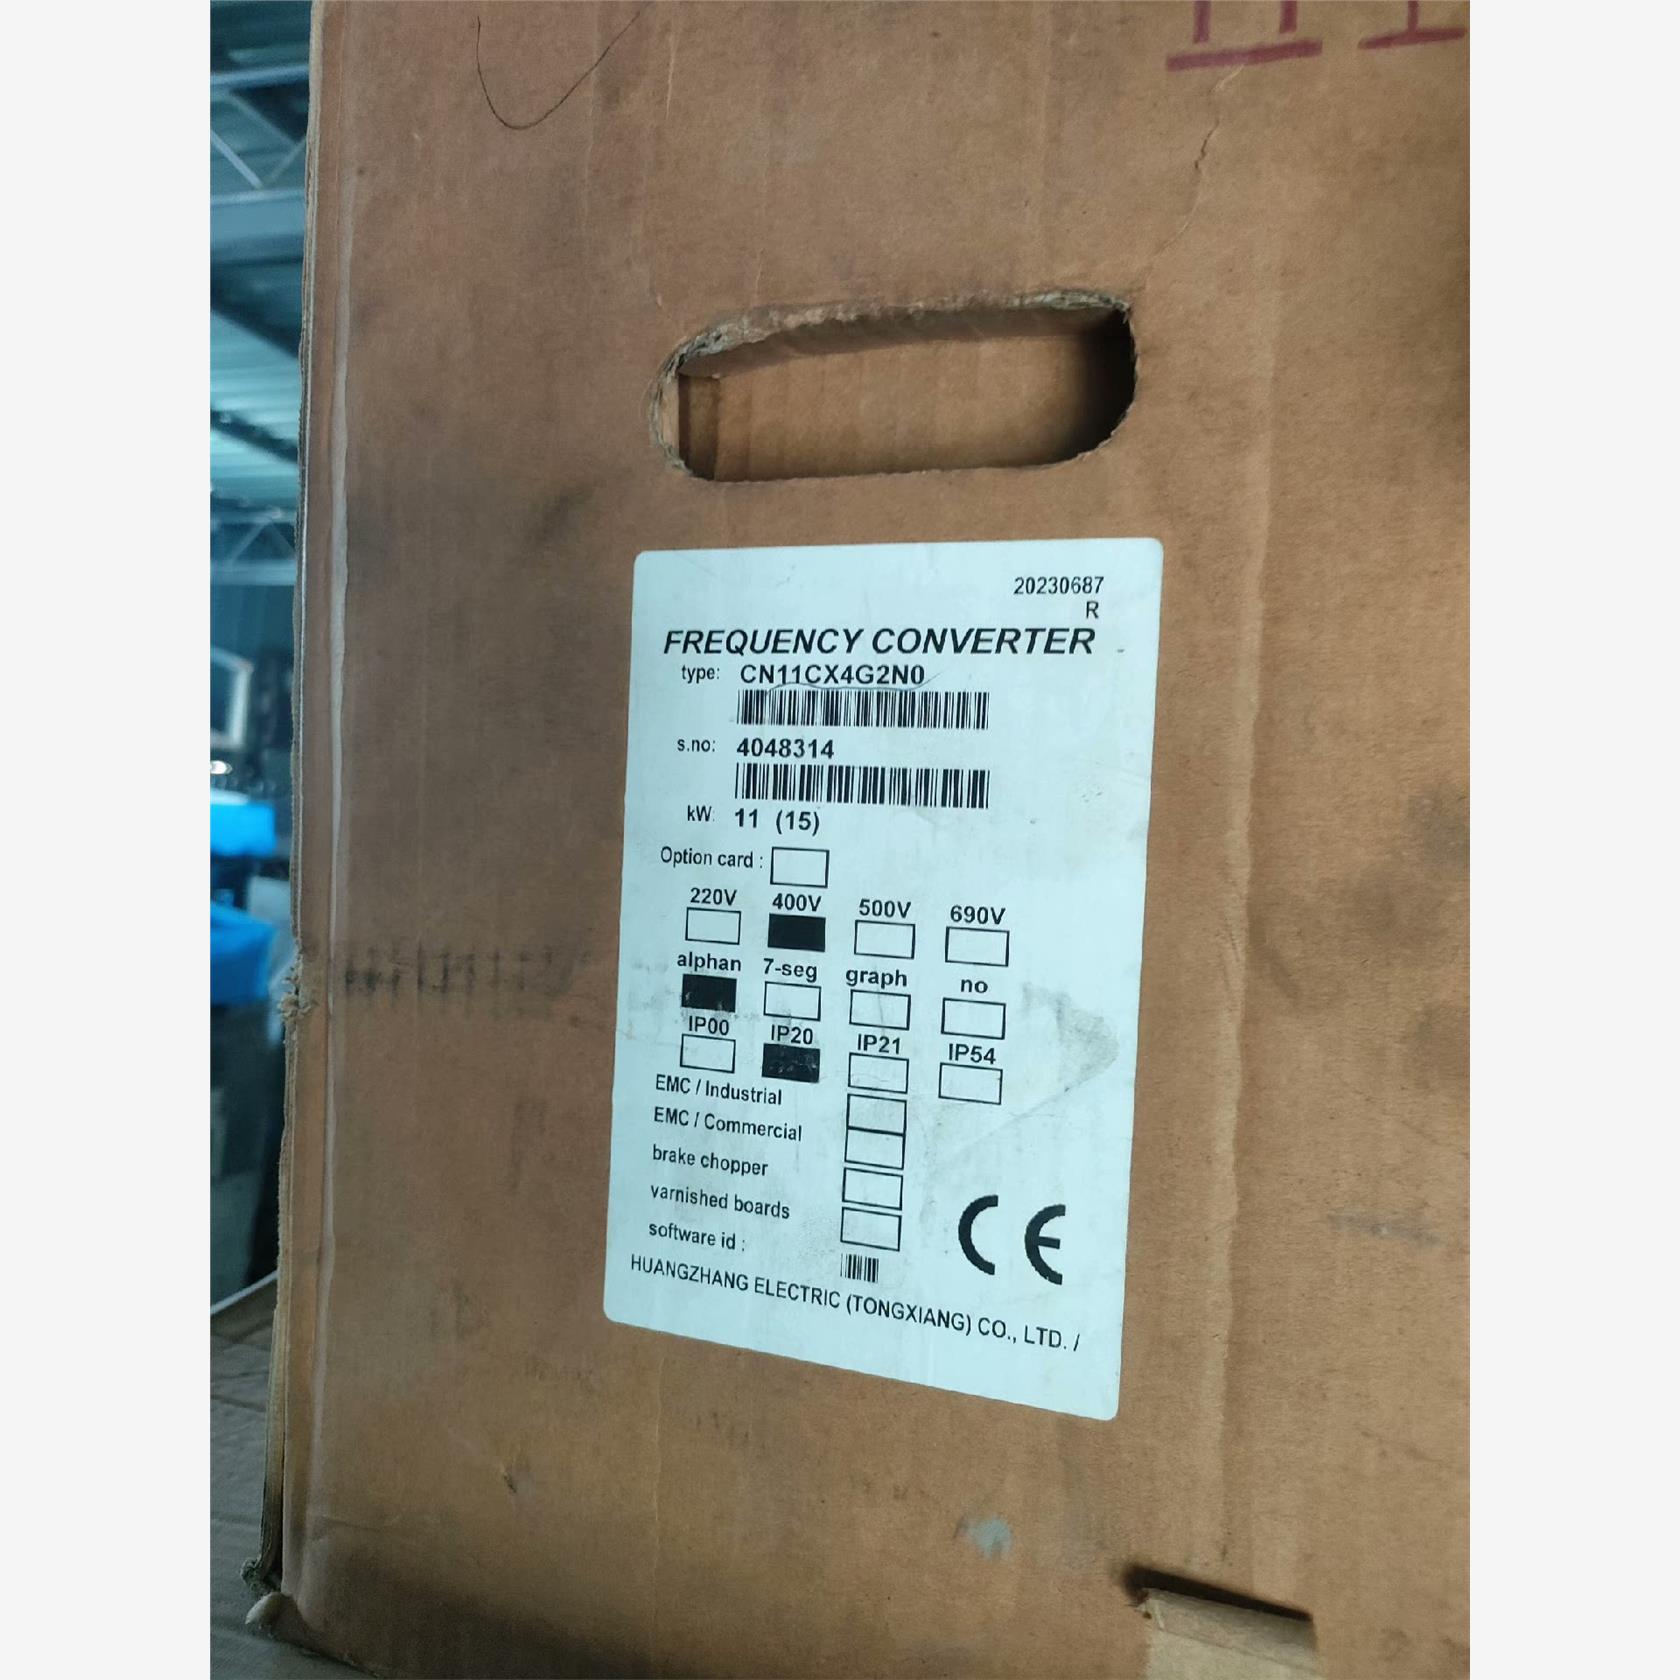 20230687
R
FREQUENCY CONVERTER
type: CN11CX4G2N0
s.no: 4048314
kW: 11 (15)
Option card :
220V 400V 500V 690V
alphan 7-seg graph no
IP00 IP20 IP21 IP54
EMC / Industrial
EMC / Commercial
brake chopper
varnished boards
software id :
CE
HUANGZHANG ELECTRIC (TONGXIANG) CO., LTD. /